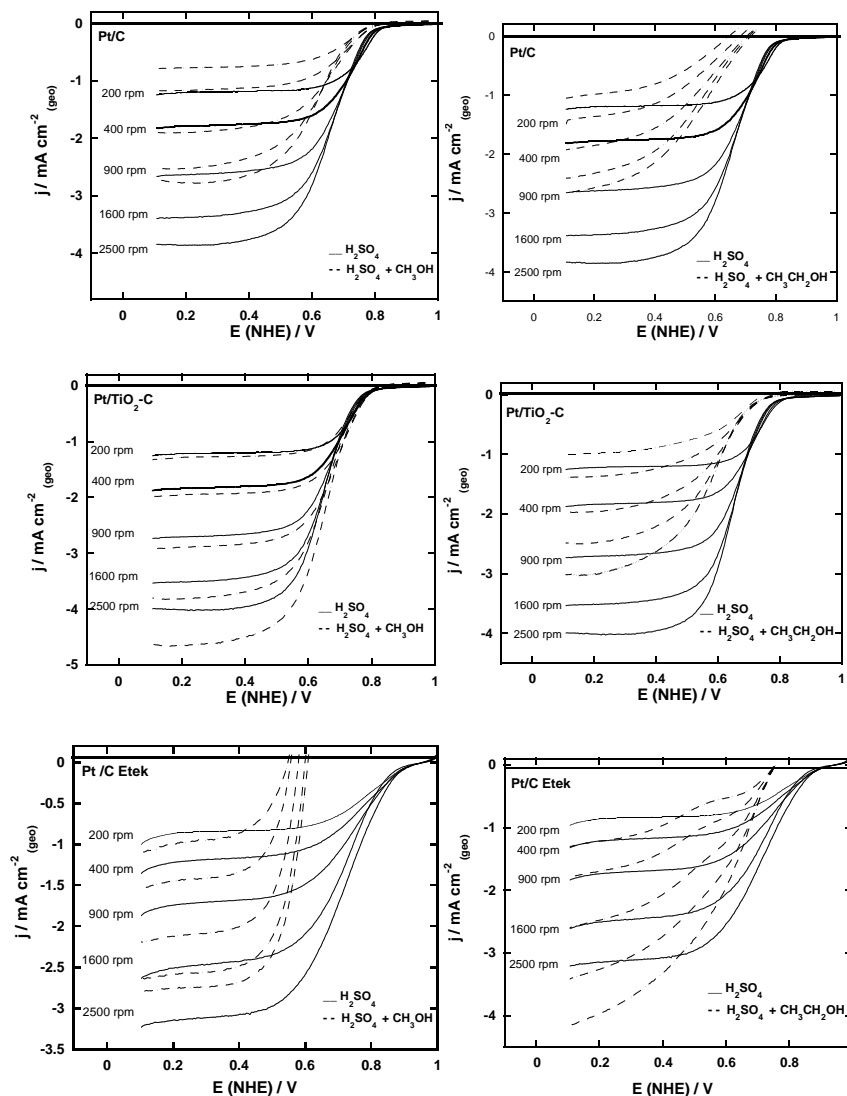 0
Pt/C
-1
200 rpm
400 rpm
-2
900 rpm
-3
1600 rpm
2500 rpm
-4
H₂SO₄
H₂SO₄ + CH₃OH
j / mA cm⁻² (geo)
0 0.2 0.4 0.6 0.8 1
E (NHE) / V
0
Pt/C
-1
200 rpm
400 rpm
-2
900 rpm
-3
1600 rpm
2500 rpm
-4
H₂SO₄
H₂SO₄ + CH₃CH₂OH
j / mA cm⁻² (geo)
0 0.2 0.4 0.6 0.8 1
E (NHE) / V
0
Pt/TiO₂-C
-1
200 rpm
400 rpm
-2
900 rpm
-3
1600 rpm
2500 rpm
-4
H₂SO₄
H₂SO₄ + CH₃OH
-5
j / mA cm⁻² (geo)
0 0.2 0.4 0.6 0.8 1
E (NHE) / V
0
Pt/TiO₂-C
-1
200 rpm
400 rpm
-2
900 rpm
-3
1600 rpm
2500 rpm
-4
H₂SO₄
H₂SO₄ + CH₃CH₂OH
j / mA cm⁻² (geo)
0 0.2 0.4 0.6 0.8 1
E (NHE) / V
0
Pt /C Etek
-0.5
200 rpm
-1
400 rpm
-1.5
900 rpm
-2
1600 rpm
-2.5
2500 rpm
-3
H₂SO₄
H₂SO₄ + CH₃OH
-3.5
j / mA cm⁻² (geo)
0 0.2 0.4 0.6 0.8 1
E (NHE) / V
0
Pt/C Etek
-1
200 rpm
400 rpm
900 rpm
-2
1600 rpm
-3
2500 rpm
-4
H₂SO₄
H₂SO₄ + CH₃CH₂OH
j / mA cm⁻² (geo)
0 0.2 0.4 0.6 0.8 1
E (NHE) / V